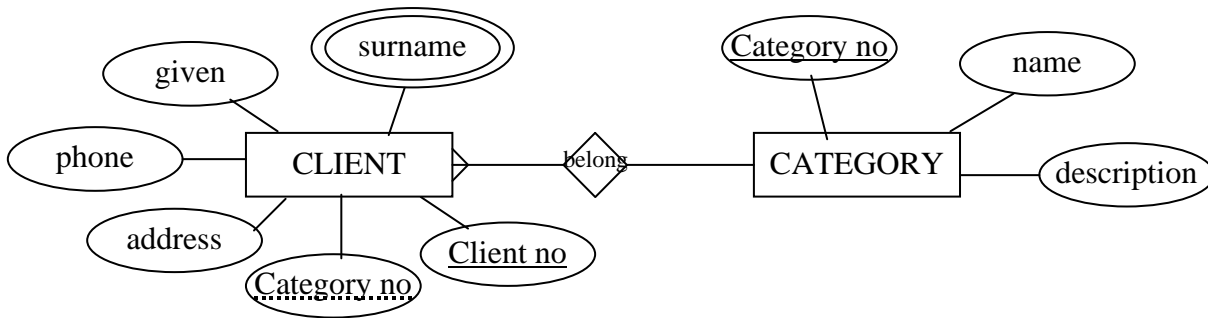 surname
given
phone
CLIENT
address
Category no
Client no
belong
Category no
name
CATEGORY
description